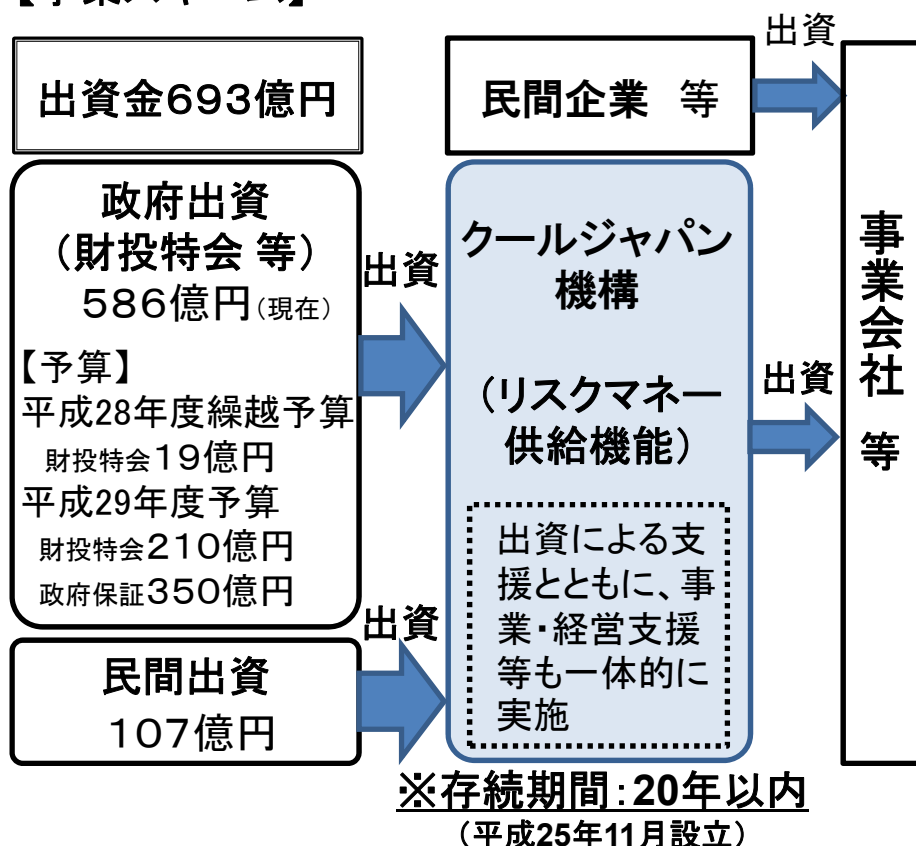 出資金693億円
政府出資
(財投特会 等)
586億円(現在)
【予算】
平成28年度繰越予算
財投特会19億円
平成29年度予算
財投特会210億円
政府保証350億円
民間出資
107億円
出資
出資
民間企業 等
クールジャパン
機構
(リスクマネー
供給機能)
出資による支
援とともに、事
業・経営支援
等も一体的に
実施
※存続期間:20年以内
(平成25年11月設立)
出資
出資
事業会社 等